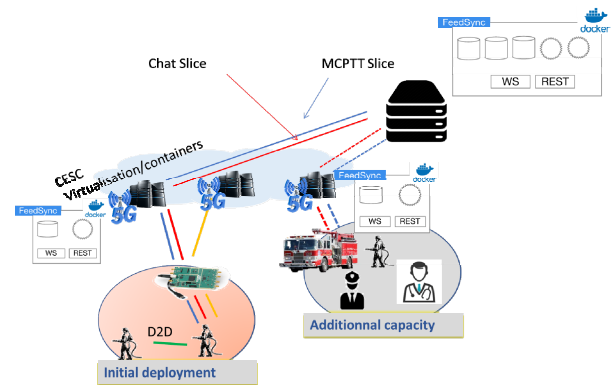 FeedSync
docker
WS
REST
Chat Slice
MCPTT Slice
CESC
Virtualisation/containers
5G
5G
5G
FeedSync
docker
WS
REST
FeedSync
docker
WS
REST
D2D
Initial deployment
Additionnal capacity